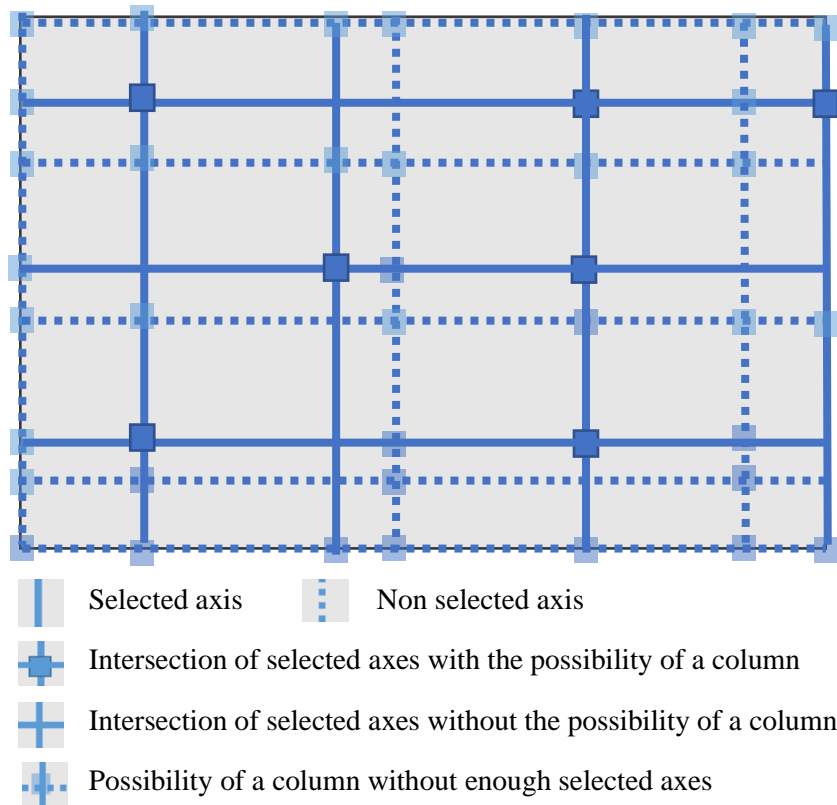 Selected axis
Non selected axis
Intersection of selected axes with the possibility of a column
Intersection of selected axes without the possibility of a column
Possibility of a column without enough selected axes